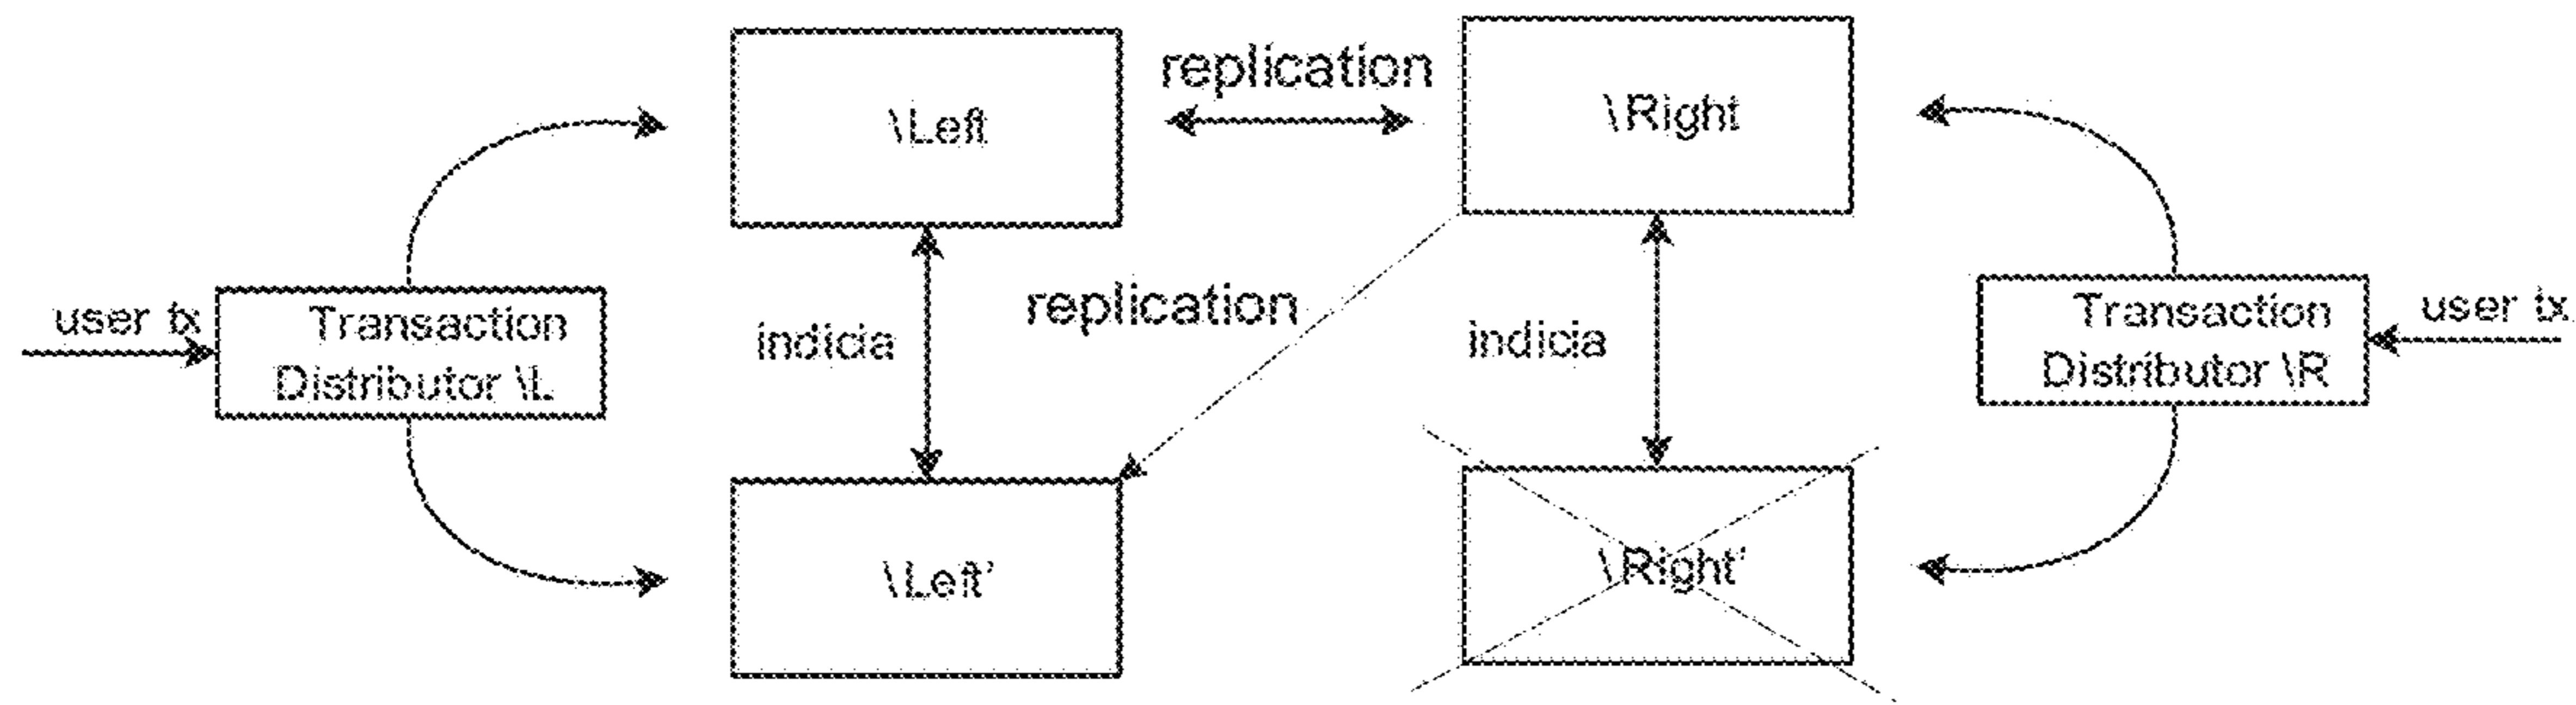 replication
\Left
\Right
user tx
Transaction
Distributor \L
indicia
replication
indicia
Transaction
Distributor \R
user tx
\Left'
\Right'